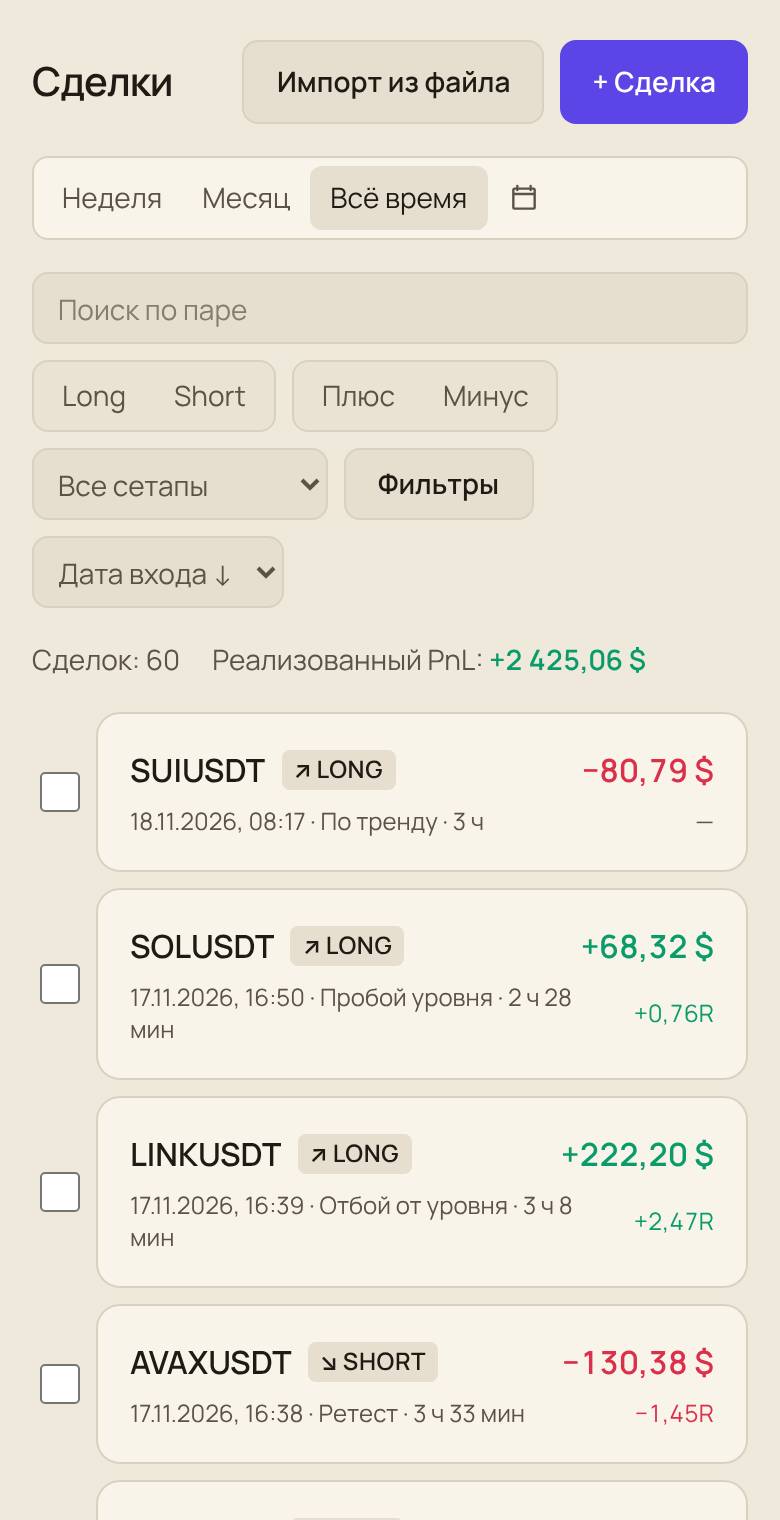 Сделки
Импорт из файла
+ Сделка
Неделя Месяц Всё время
Поиск по паре
Long Short Плюс Минус
Все сетапы Фильтры
Дата входа ↓
Сделок: 60 Реализованный PnL: +2 425,06 $
SUIUSDT ↗ LONG −80,79 $
18.11.2026, 08:17 · По тренду · 3 ч —
SOLUSDT ↗ LONG +68,32 $
17.11.2026, 16:50 · Пробой уровня · 2 ч 28
мин
+0,76R
LINKUSDT ↗ LONG +222,20 $
17.11.2026, 16:39 · Отбой от уровня · 3 ч 8
мин
+2,47R
AVAXUSDT ↘ SHORT −130,38 $
17.11.2026, 16:38 · Ретест · 3 ч 33 мин −1,45R